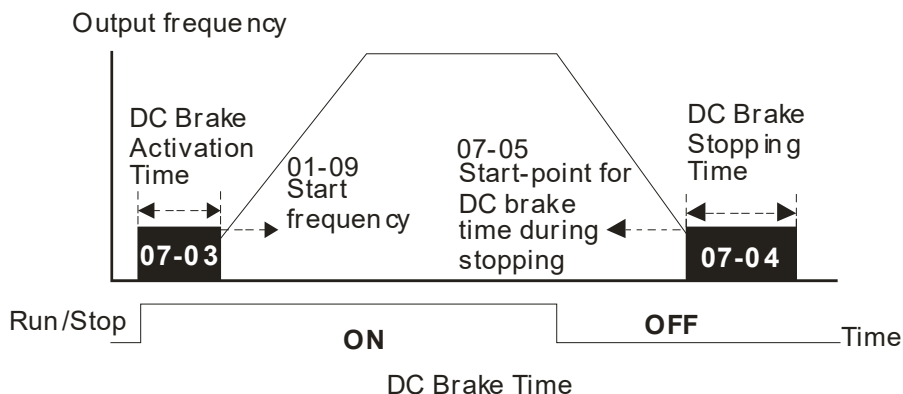 Output frequency
DC Brake
Activation
Time
01-09
Start
frequency
07-05
Start-point for
DC brake
time during
stopping
DC Brake
Stopping
Time
07-03
07-04
Run/Stop
ON
OFF
Time
DC Brake Time